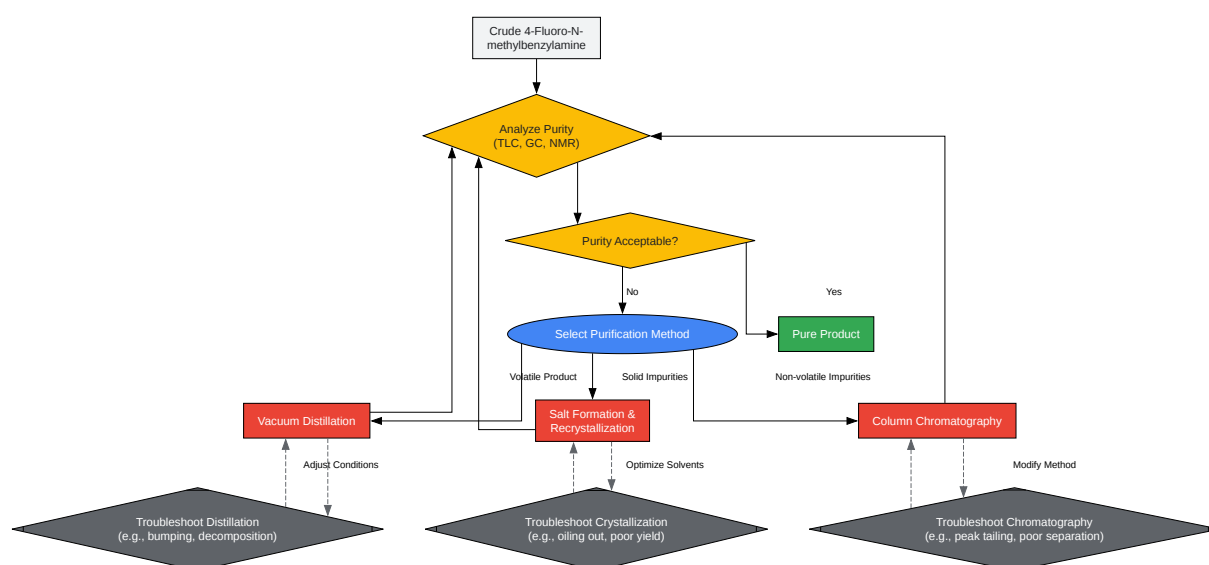 Crude 4-Fluoro-N-
methylbenzylamine
Analyze Purity
(TLC, GC, NMR)
Purity Acceptable?
No
Yes
Select Purification Method
Pure Product
Volatile Product
Solid Impurities
Non-volatile Impurities
Vacuum Distillation
Salt Formation &
Recrystallization
Column Chromatography
Adjust Conditions
Optimize Solvents
Modify Method
Troubleshoot Distillation
(e.g., bumping, decomposition)
Troubleshoot Crystallization
(e.g., oiling out, poor yield)
Troubleshoot Chromatography
(e.g., peak tailing, poor separation)